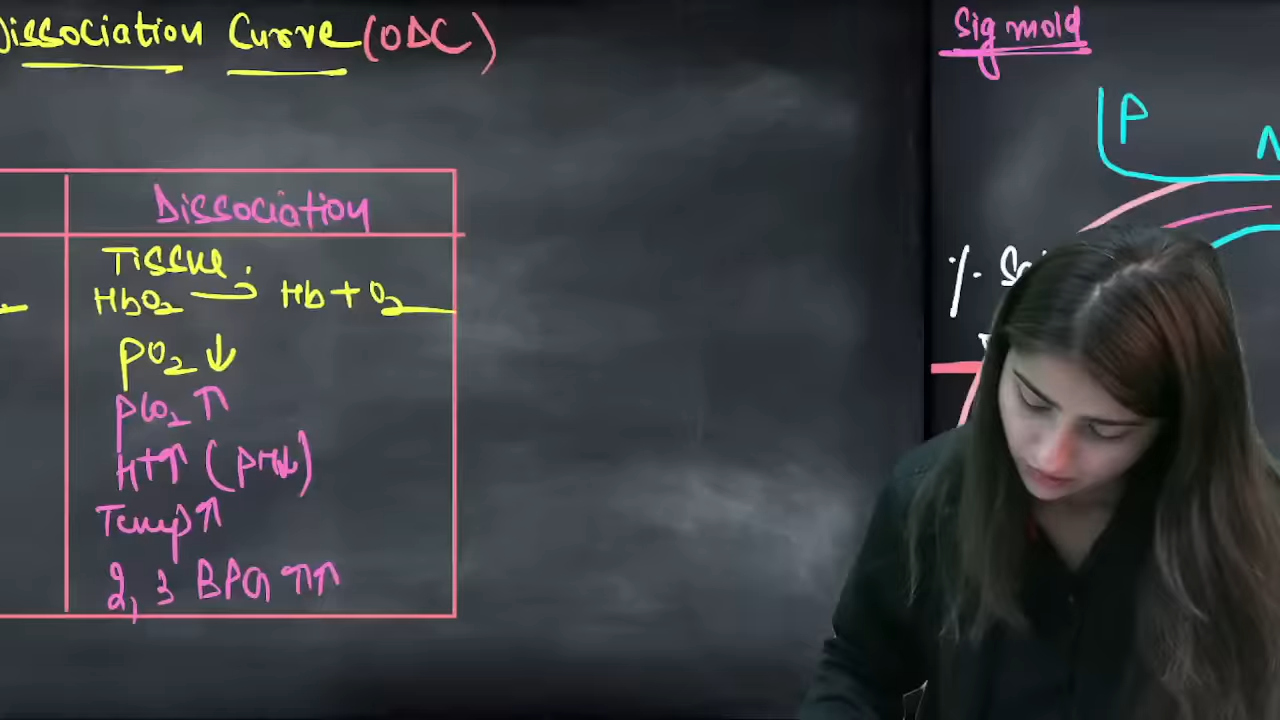 Dissociation Curve (ODC)
Dissociation
Tissue
HbO2 → Hb + O2
pO2 ↓
pCO2 ↑
H+↑ (pH↓)
Temp ↑
2, 3 BPG ↑↑
Sigmoid
P
%